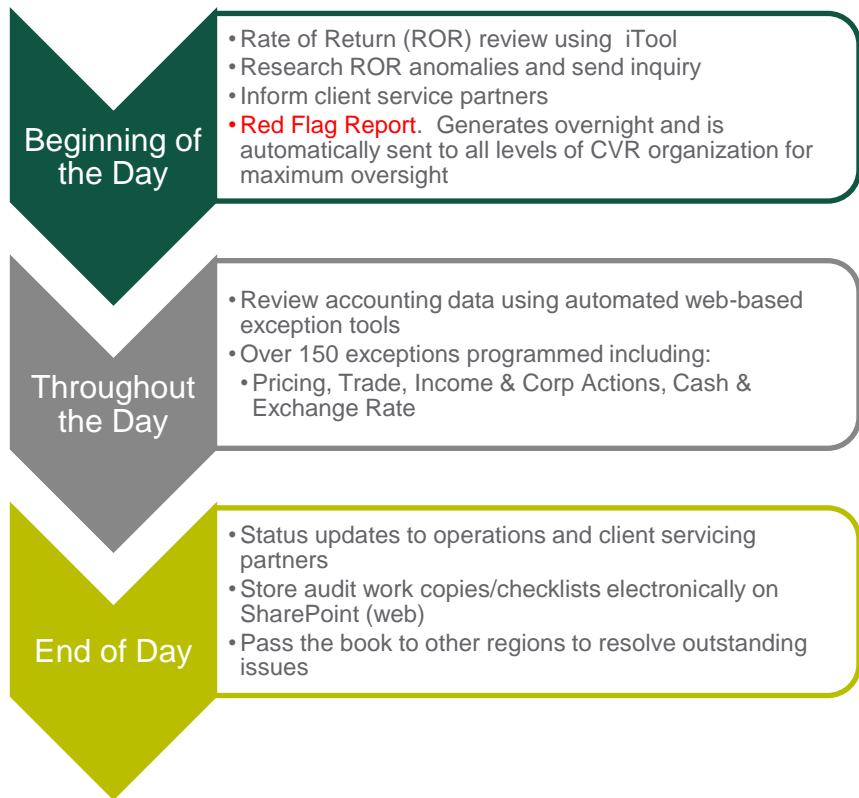 Beginning of
the Day
• Rate of Return (ROR) review using iTool
• Research ROR anomalies and send inquiry
• Inform client service partners
• Red Flag Report. Generates overnight and is
automatically sent to all levels of CVR organization for
maximum oversight
Throughout
the Day
• Review accounting data using automated web-based
exception tools
• Over 150 exceptions programmed including:
• Pricing, Trade, Income & Corp Actions, Cash &
Exchange Rate
End of Day
• Status updates to operations and client servicing
partners
• Store audit work copies/checklists electronically on
SharePoint (web)
• Pass the book to other regions to resolve outstanding
issues